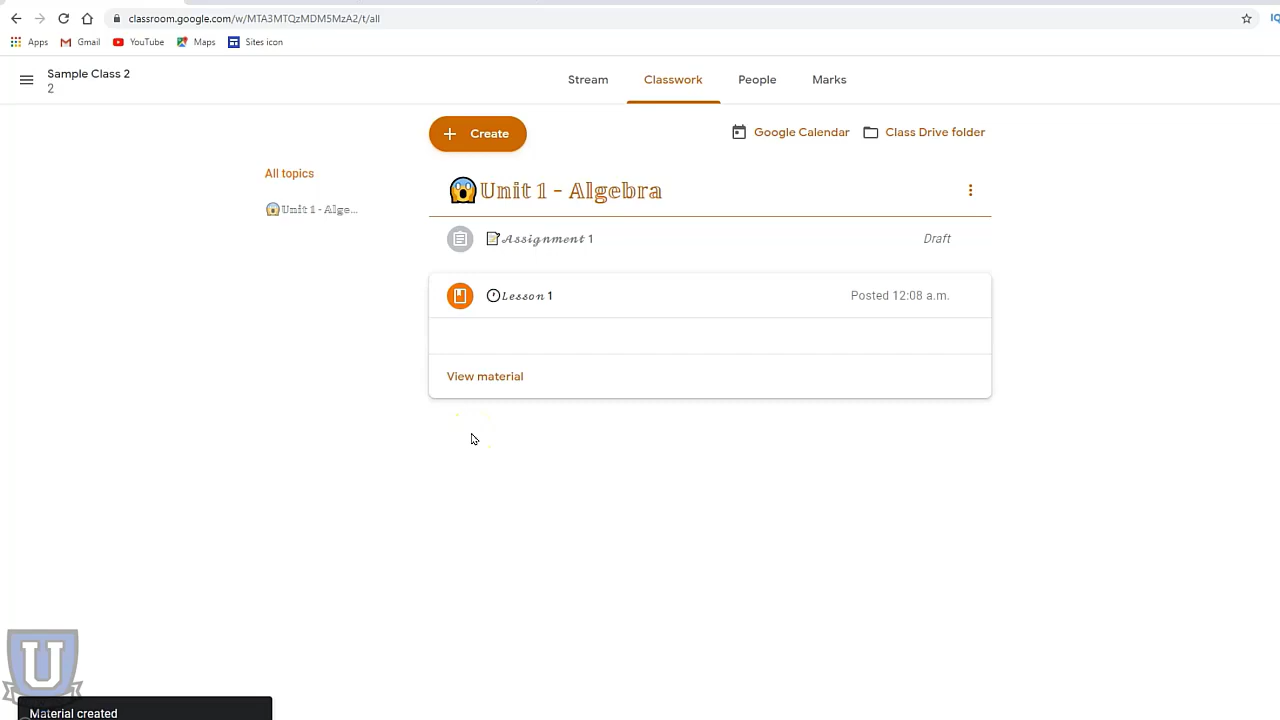 classroom.google.com/w/MTA3MTQzMDM5MzA2/t/all
Apps Gmail YouTube Maps Sites icon
Sample Class 2
2
Stream Classwork People Marks
+ Create
Google Calendar Class Drive folder
All topics
😱Unit 1 - Alge...
😱Unit 1 - Algebra
📝Assignment 1 Draft
Lesson 1 Posted 12:08 a.m.
View material
U
Material created